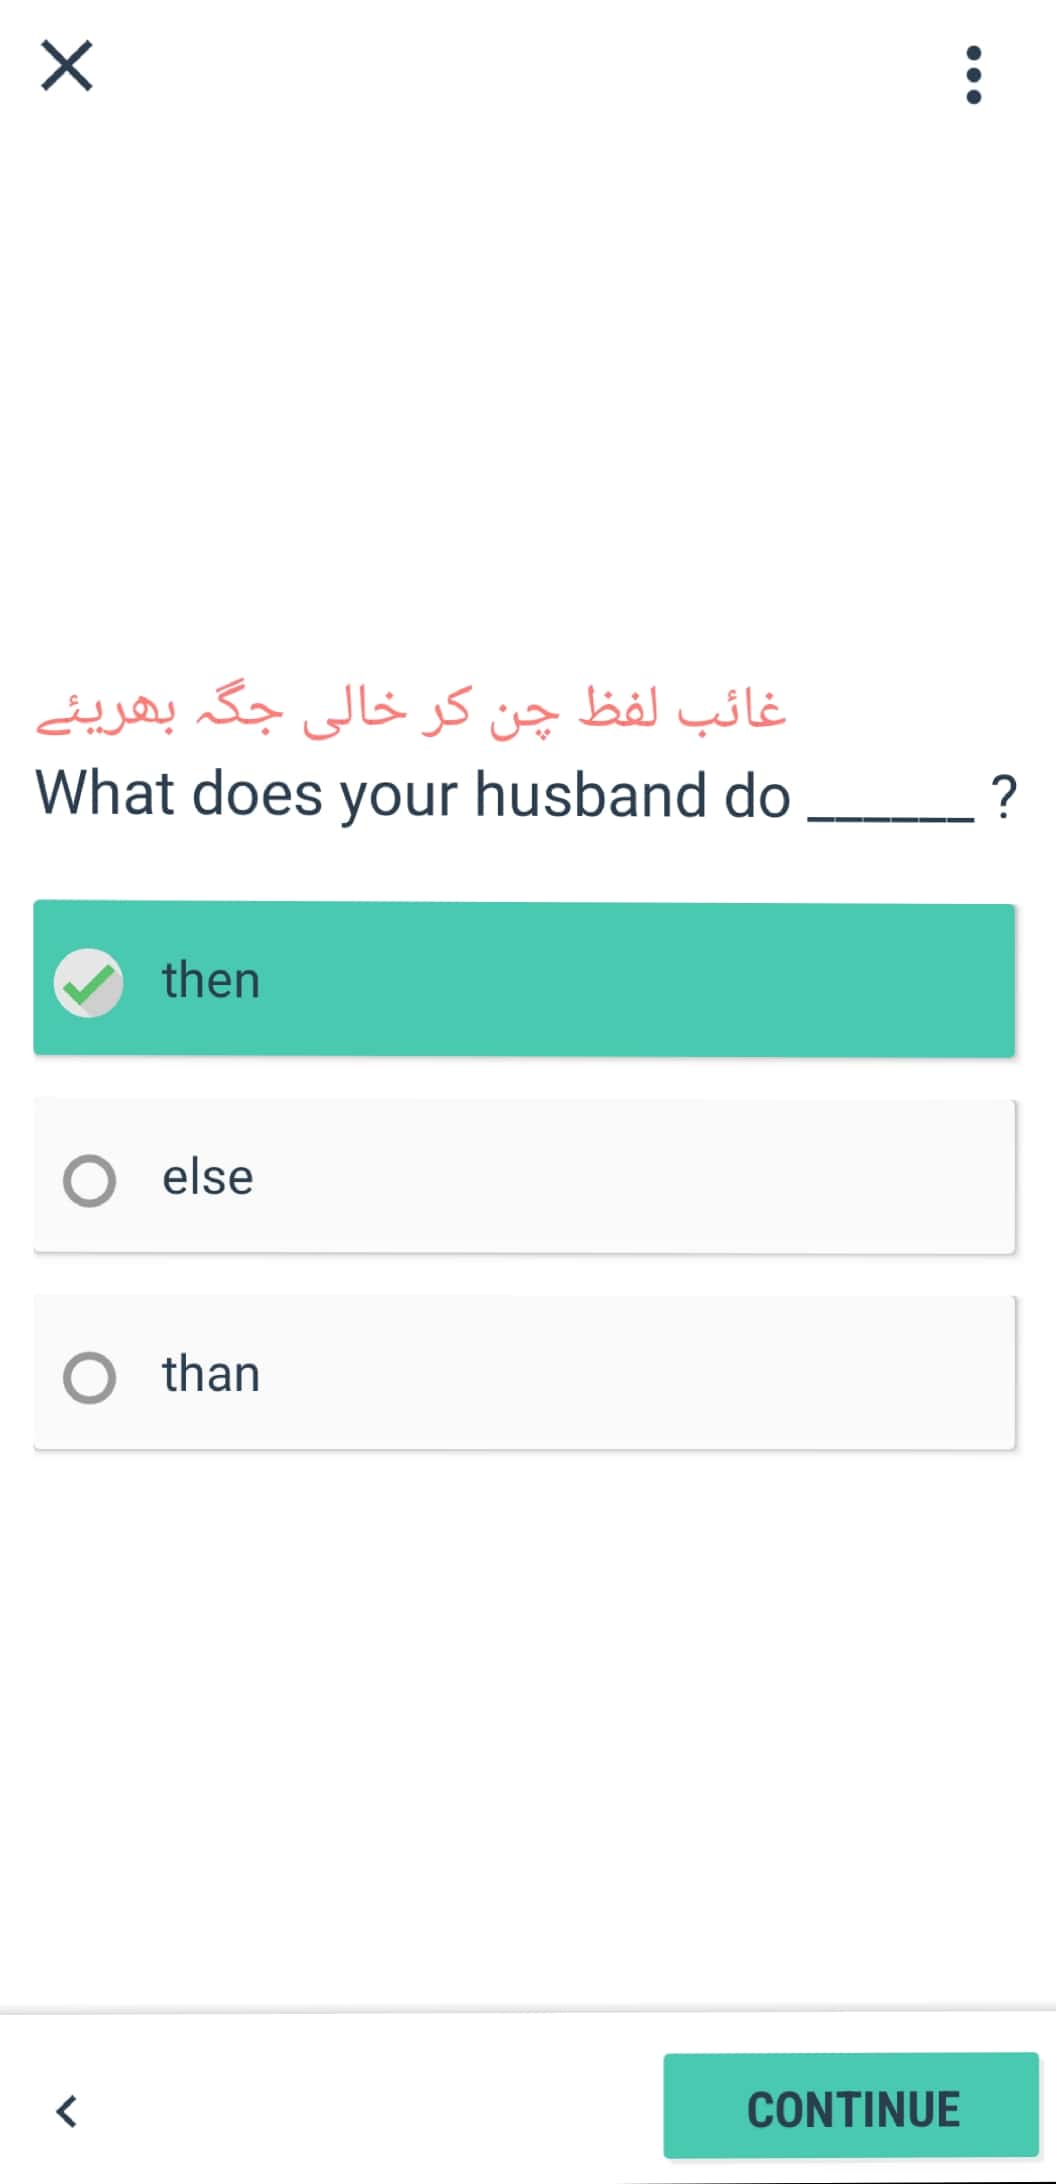 غائب لفظ چن کر خالی جگہ بھریئے
What does your husband do ______ ?
then
else
than
CONTINUE